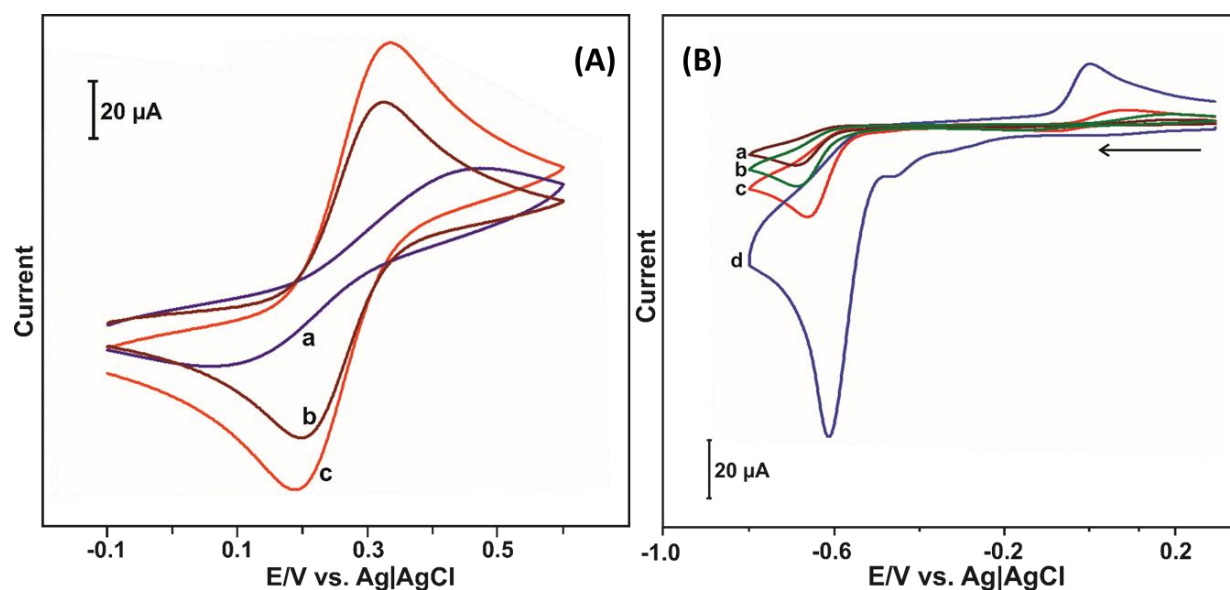 (A)
20 µA
a
b
c
Current
-0.1
0.1
0.3
0.5
E/V vs. Ag|AgCl
(B)
a
b
c
d
20 µA
Current
-1.0
-0.6
-0.2
0.2
E/V vs. Ag|AgCl